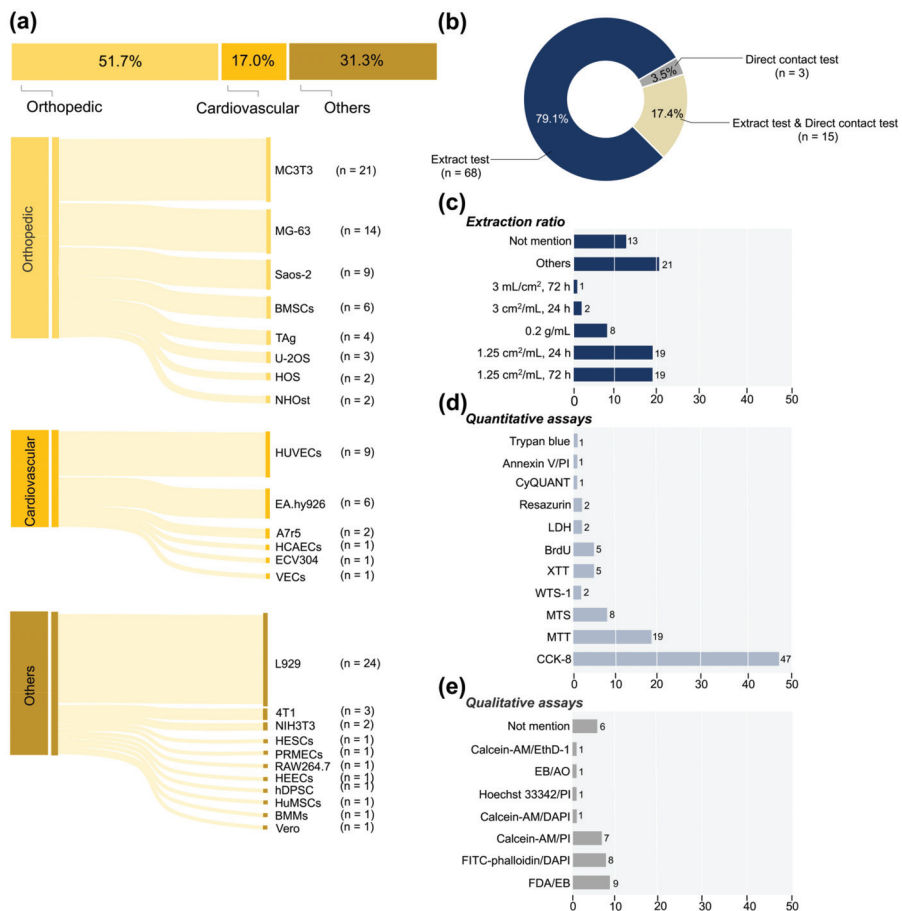 (a)
51.7%
17.0%
31.3%
Orthopedic
Cardiovascular
Others
Orthopedic
MC3T3 (n = 21)
MG-63 (n = 14)
Saos-2 (n = 9)
BMSCs (n = 6)
TAg (n = 4)
U-2OS (n = 3)
HOS (n = 2)
NHOst (n = 2)
Cardiovascular
HUVECs (n = 9)
EA.hy926 (n = 6)
A7r5 (n = 2)
HCAECs (n = 1)
ECV304 (n = 1)
VECs (n = 1)
Others
L929 (n = 24)
4T1 (n = 3)
NIH3T3 (n = 2)
HESCs (n = 1)
PRMECs (n = 1)
RAW264.7 (n = 1)
HEECs (n = 1)
hDPSC (n = 1)
HuMSCs (n = 1)
BMMs (n = 1)
Vero (n = 1)
(b)
3.5%
Direct contact test
(n = 3)
17.4%
Extract test & Direct contact test
(n = 15)
79.1%
Extract test
(n = 68)
(c)
Extraction ratio
Not mention 13
Others 21
3 mL/cm², 72 h 1
3 cm²/mL, 24 h 2
0.2 g/mL 8
1.25 cm²/mL, 24 h 19
1.25 cm²/mL, 72 h 19
0 10 20 30 40 50
(d)
Quantitative assays
Trypan blue 1
Annexin V/PI 1
CyQUANT 1
Resazurin 2
LDH 2
BrdU 5
XTT 5
WTS-1 2
MTS 8
MTT 19
CCK-8 47
0 10 20 30 40 50
(e)
Qualitative assays
Not mention 6
Calcein-AM/EthD-1 1
EB/AO 1
Hoechst 33342/PI 1
Calcein-AM/DAPI 1
Calcein-AM/PI 7
FITC-phalloidin/DAPI 8
FDA/EB 9
0 10 20 30 40 50